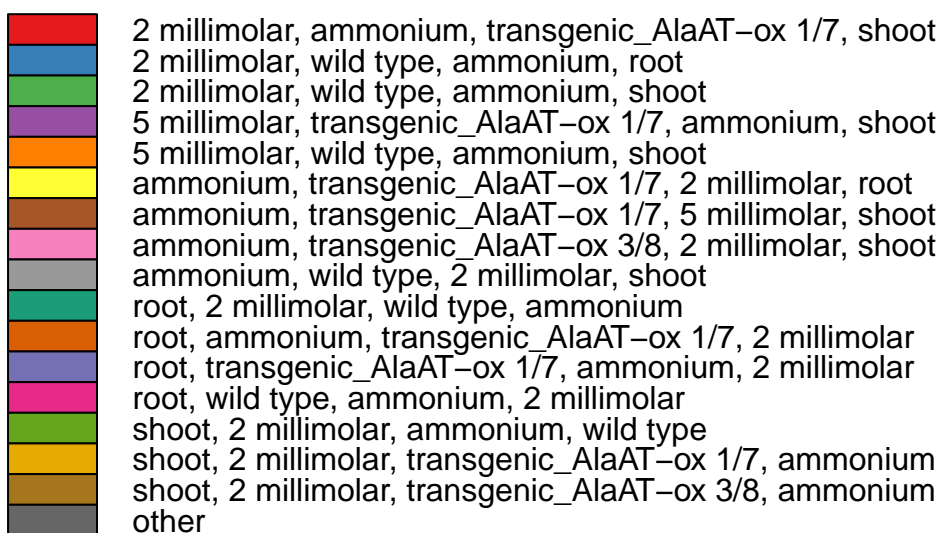 2 millimolar, ammonium, transgenic_AlaAT−ox 1/7, shoot
2 millimolar, wild type, ammonium, root
2 millimolar, wild type, ammonium, shoot
5 millimolar, transgenic_AlaAT−ox 1/7, ammonium, shoot
5 millimolar, wild type, ammonium, shoot
ammonium, transgenic_AlaAT−ox 1/7, 2 millimolar, root
ammonium, transgenic_AlaAT−ox 1/7, 5 millimolar, shoot
ammonium, transgenic_AlaAT−ox 3/8, 2 millimolar, shoot
ammonium, wild type, 2 millimolar, shoot
root, 2 millimolar, wild type, ammonium
root, ammonium, transgenic_AlaAT−ox 1/7, 2 millimolar
root, transgenic_AlaAT−ox 1/7, ammonium, 2 millimolar
root, wild type, ammonium, 2 millimolar
shoot, 2 millimolar, ammonium, wild type
shoot, 2 millimolar, transgenic_AlaAT−ox 1/7, ammonium
shoot, 2 millimolar, transgenic_AlaAT−ox 3/8, ammonium
other